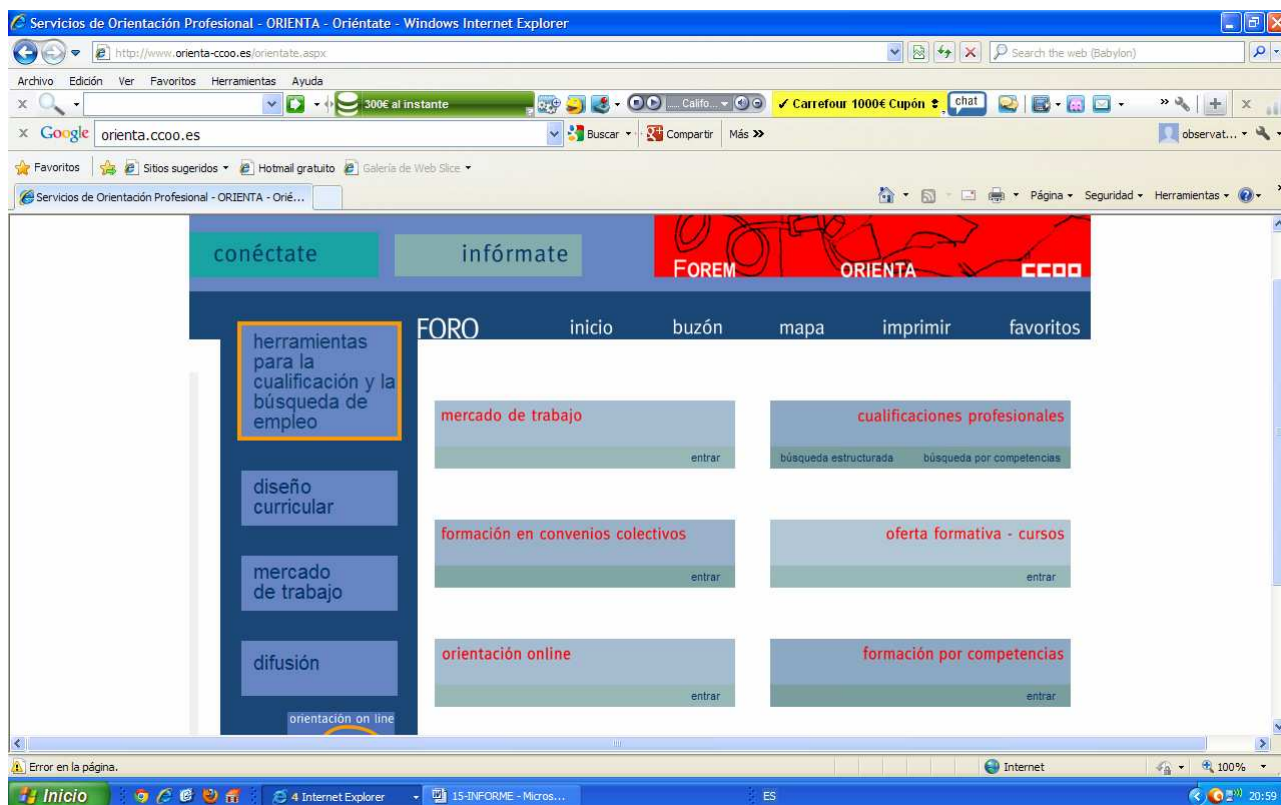 Servicios de Orientación Profesional - ORIENTA - Oriéntate - Windows Internet Explorer
http://www.orienta-ccoo.es/orientate.aspx
Search the web (Babylon)
Archivo Edición Ver Favoritos Herramientas Ayuda
300€ al instante
..... Califo...
Carrefour 1000€ Cupón
chat
Google orienta.ccoo.es
Buscar Compartir Más
observat...
Favoritos Sitios sugeridos Hotmail gratuito Galería de Web Slice
Servicios de Orientación Profesional - ORIENTA - Orié...
Página Seguridad Herramientas
conéctate infórmate
FOREM ORIENTA CCOO
FORO inicio buzón mapa imprimir favoritos
herramientas
para la
cualificación y la
búsqueda de
empleo
diseño
curricular
mercado
de trabajo
difusión
orientación on line
mercado de trabajo
entrar
cualificaciones profesionales
búsqueda estructurada búsqueda por competencias
formación en convenios colectivos
entrar
oferta formativa - cursos
entrar
orientación online
entrar
formación por competencias
entrar
Error en la página.
Internet 100%
Inicio
4 Internet Explorer
15-INFORME - Micros...
ES
20:59